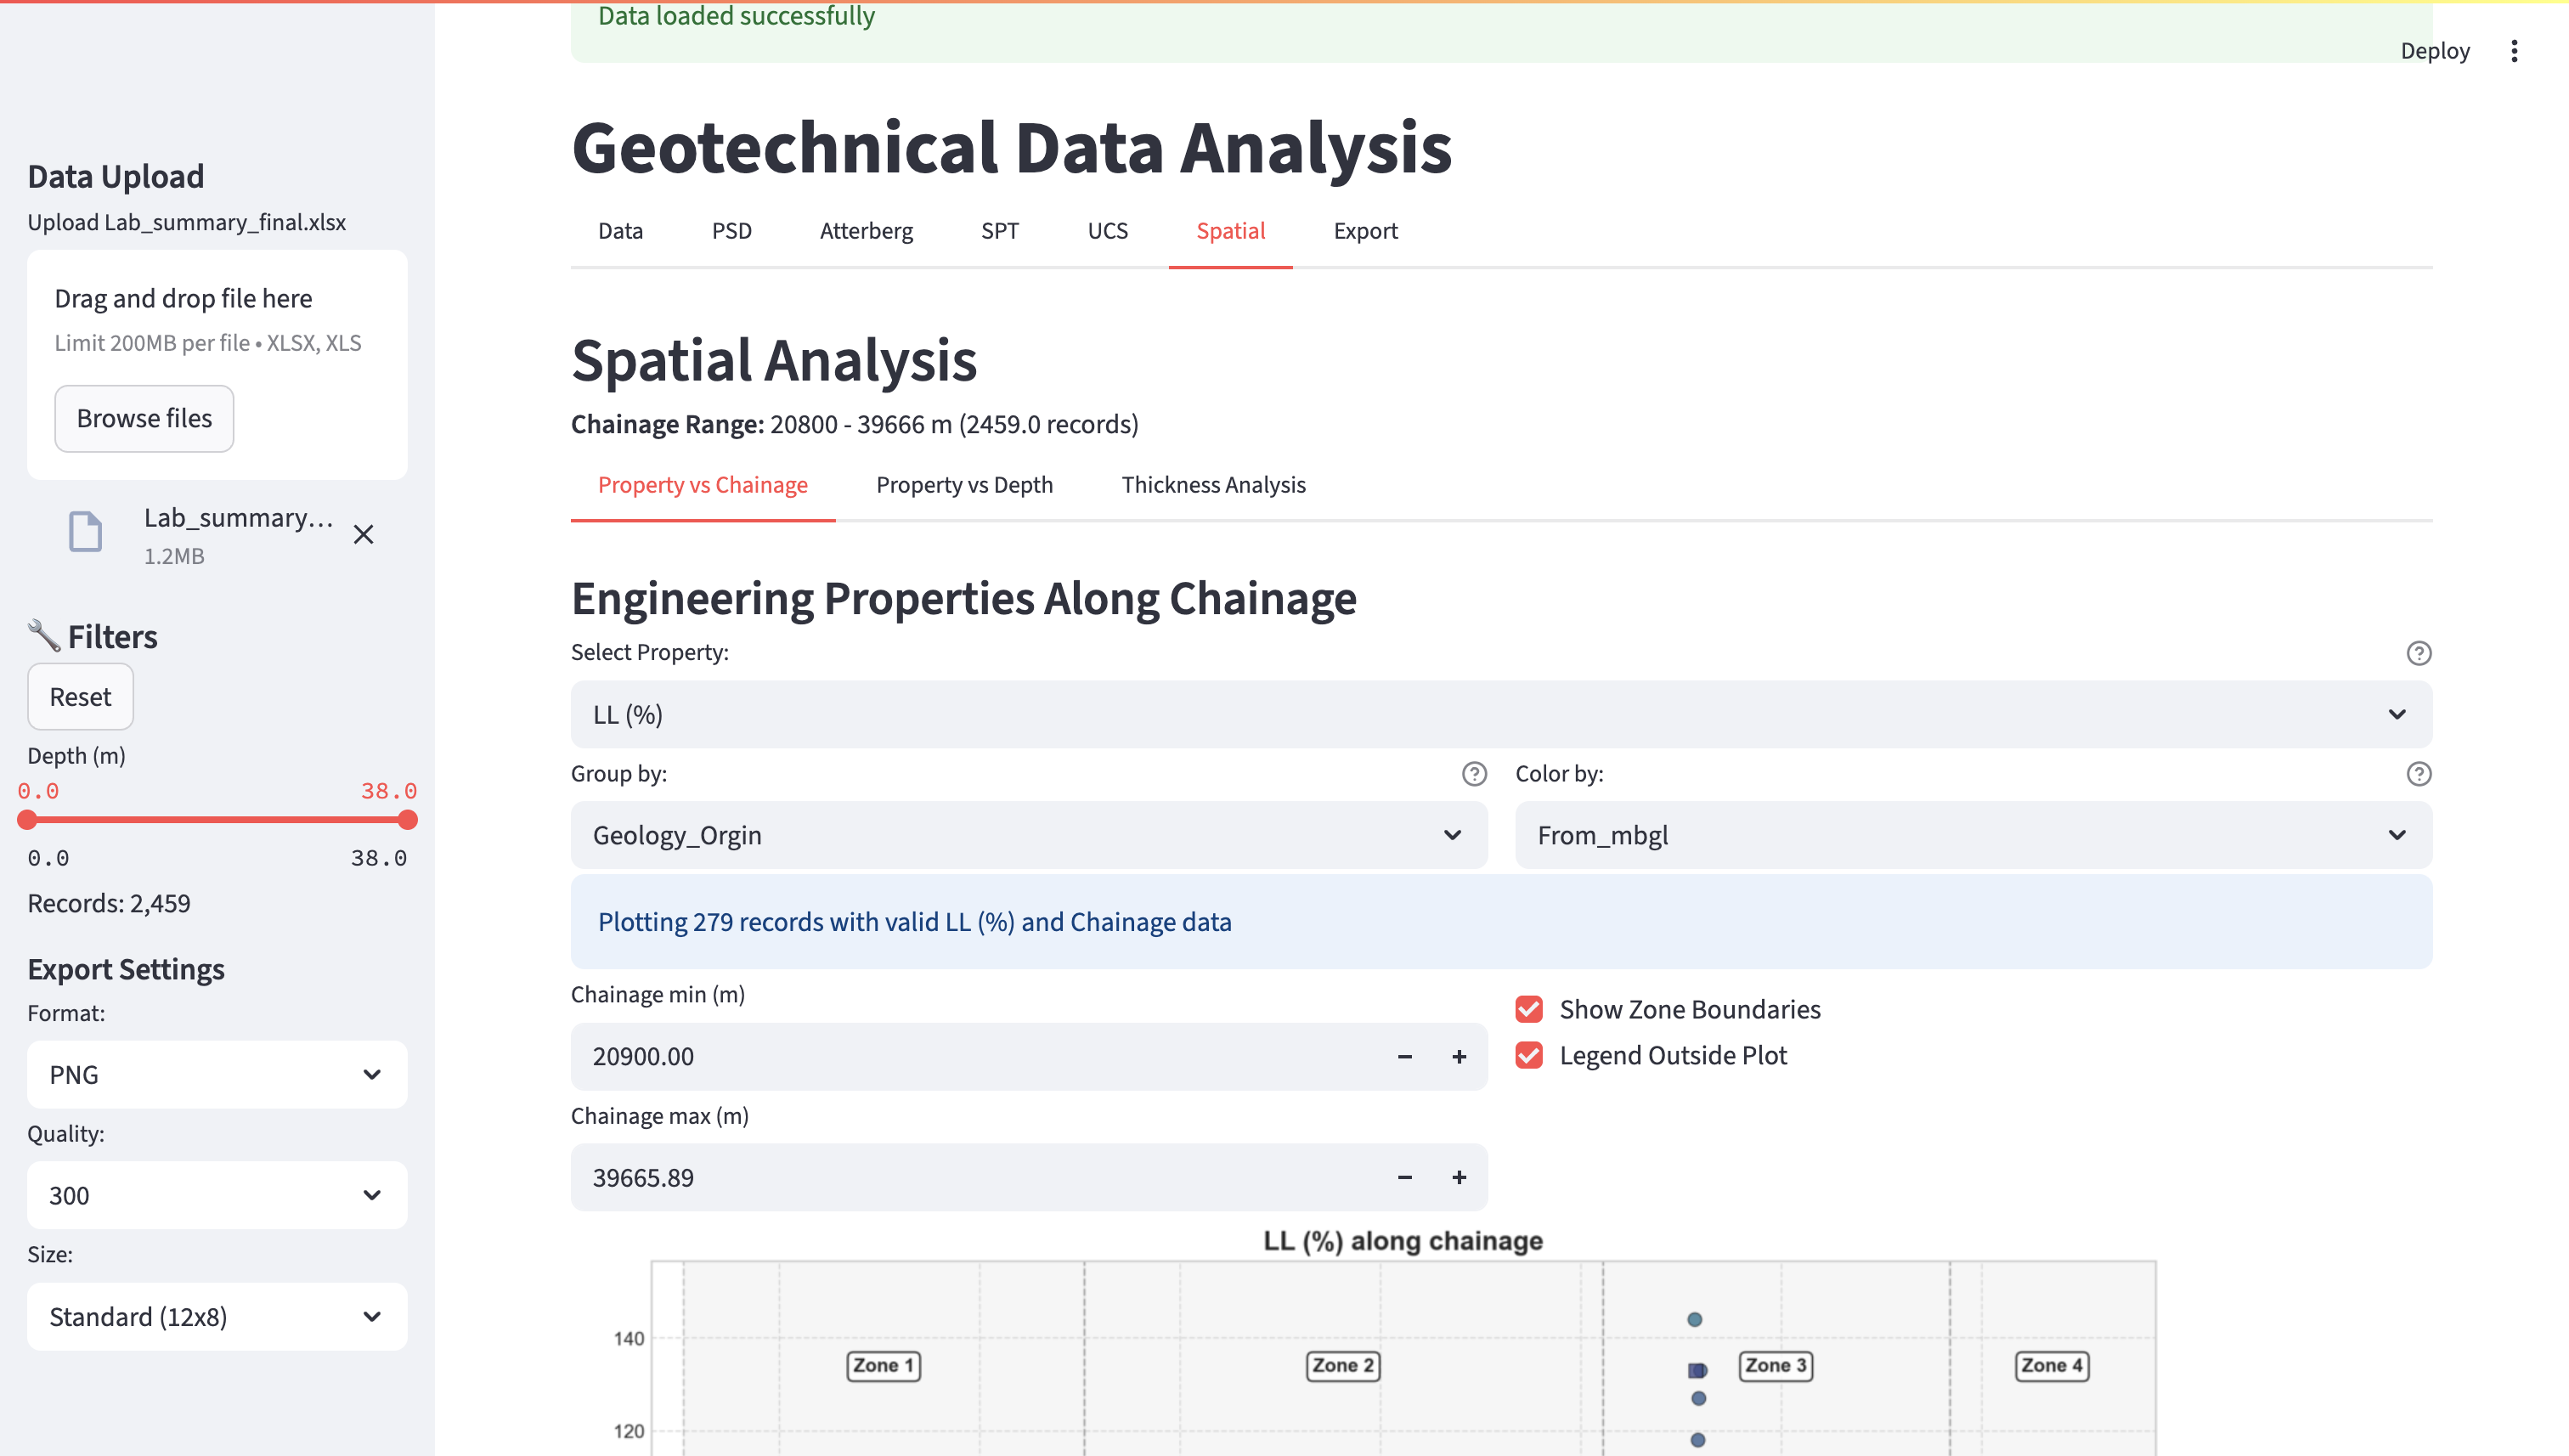 Data loaded successfully
Deploy
Data Upload
Upload Lab_summary_final.xlsx
Drag and drop file here
Limit 200MB per file • XLSX, XLS
Browse files
Lab_summary...
1.2MB
Filters
Reset
Depth (m)
0.0 38.0
0.0 38.0
Records: 2,459
Export Settings
Format:
PNG
Quality:
300
Size:
Standard (12x8)
Geotechnical Data Analysis
Data PSD Atterberg SPT UCS Spatial Export
Spatial Analysis
Chainage Range: 20800 - 39666 m (2459.0 records)
Property vs Chainage Property vs Depth Thickness Analysis
Engineering Properties Along Chainage
Select Property:
LL (%)
Group by: Color by:
Geology_Orgin From_mbgl
Plotting 279 records with valid LL (%) and Chainage data
Chainage min (m)
20900.00
Show Zone Boundaries
Legend Outside Plot
Chainage max (m)
39665.89
LL (%) along chainage
140
Zone 1 Zone 2 Zone 3 Zone 4
120